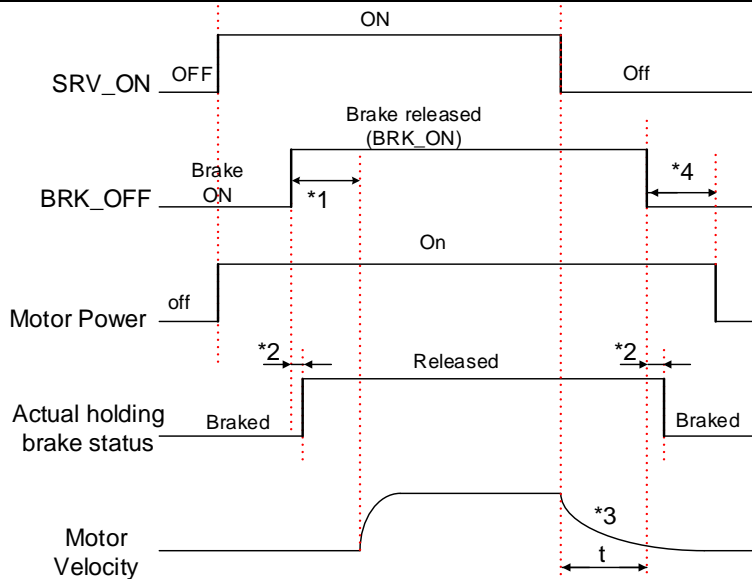 ON
SRV_ON
OFF
Off
Brake released
(BRK_ON)
Brake
ON
BRK_OFF
*1
*4
On
off
Motor Power
*2
Released
*2
Actual holding
brake status
Braked
Braked
*3
Motor
Velocity
t